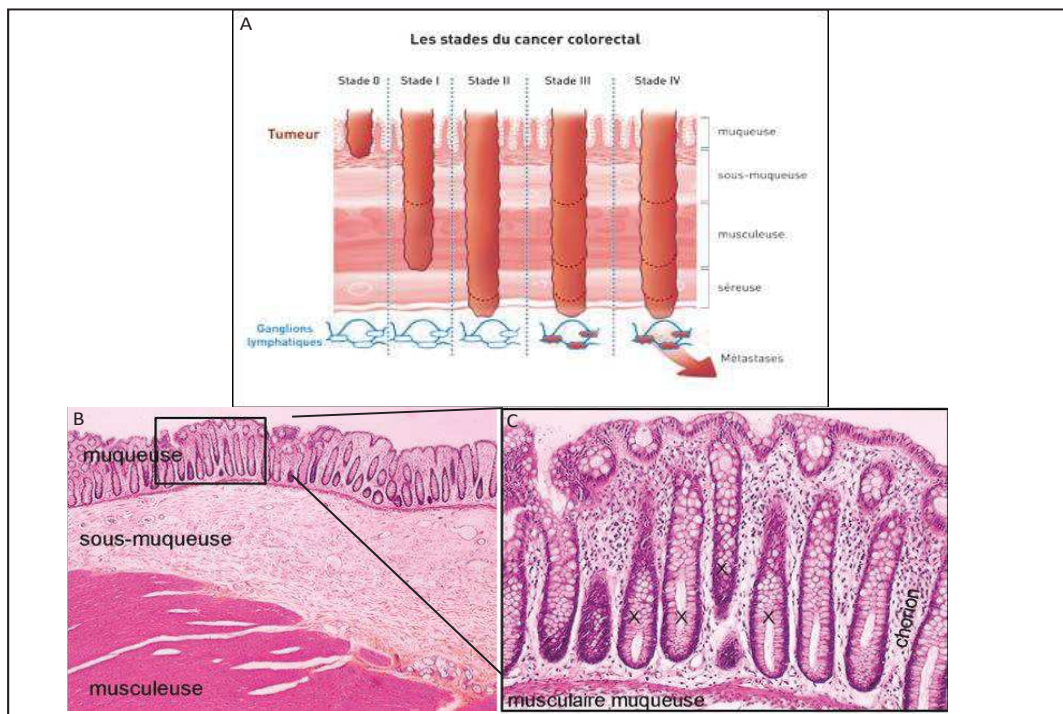 A
Les stades du cancer colorectal
Stade 0 Stade I Stade II Stade III Stade IV
Tumeur
muqueuse
sous-muqueuse
musculeuse
séreuse
Ganglions
lymphatiques
Métastases
B
muqueuse
sous-muqueuse
musculeuse
C
X X X X
chorion
musculaire muqueuse